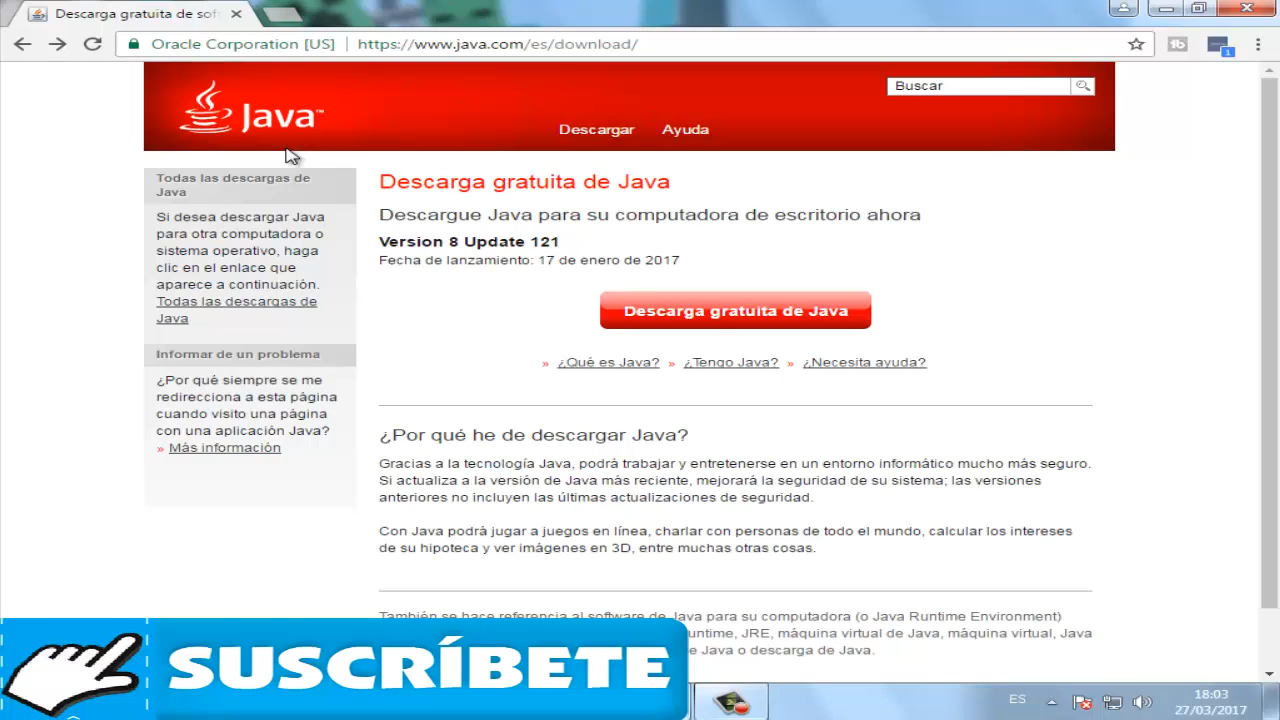 Descarga gratuita de sof
Oracle Corporation [US]
https://www.java.com/es/download/
1
Java™
Buscar
Descargar
Ayuda
Todas las descargas de
Java
Si desea descargar Java
para otra computadora o
sistema operativo, haga
clic en el enlace que
aparece a continuación.
Todas las descargas de
Java
Informar de un problema
¿Por qué siempre se me
redirecciona a esta página
cuando visito una página
con una aplicación Java?
» Más información
Descarga gratuita de Java
Descargue Java para su computadora de escritorio ahora
Version 8 Update 121
Fecha de lanzamiento: 17 de enero de 2017
Descarga gratuita de Java
» ¿Qué es Java? » ¿Tengo Java? » ¿Necesita ayuda?
¿Por qué he de descargar Java?
Gracias a la tecnología Java, podrá trabajar y entretenerse en un entorno informático mucho más seguro.
Si actualiza a la versión de Java más reciente, mejorará la seguridad de su sistema; las versiones
anteriores no incluyen las últimas actualizaciones de seguridad.
Con Java podrá jugar a juegos en línea, charlar con personas de todo el mundo, calcular los intereses
de su hipoteca y ver imágenes en 3D, entre muchas otras cosas.
También se hace referencia al software de Java para su computadora (o Java Runtime Environment)
JRE, máquina virtual de Java, máquina virtual, Java
Java o descarga de Java.
SUSCRÍBETE
ES
18:03
27/03/2017